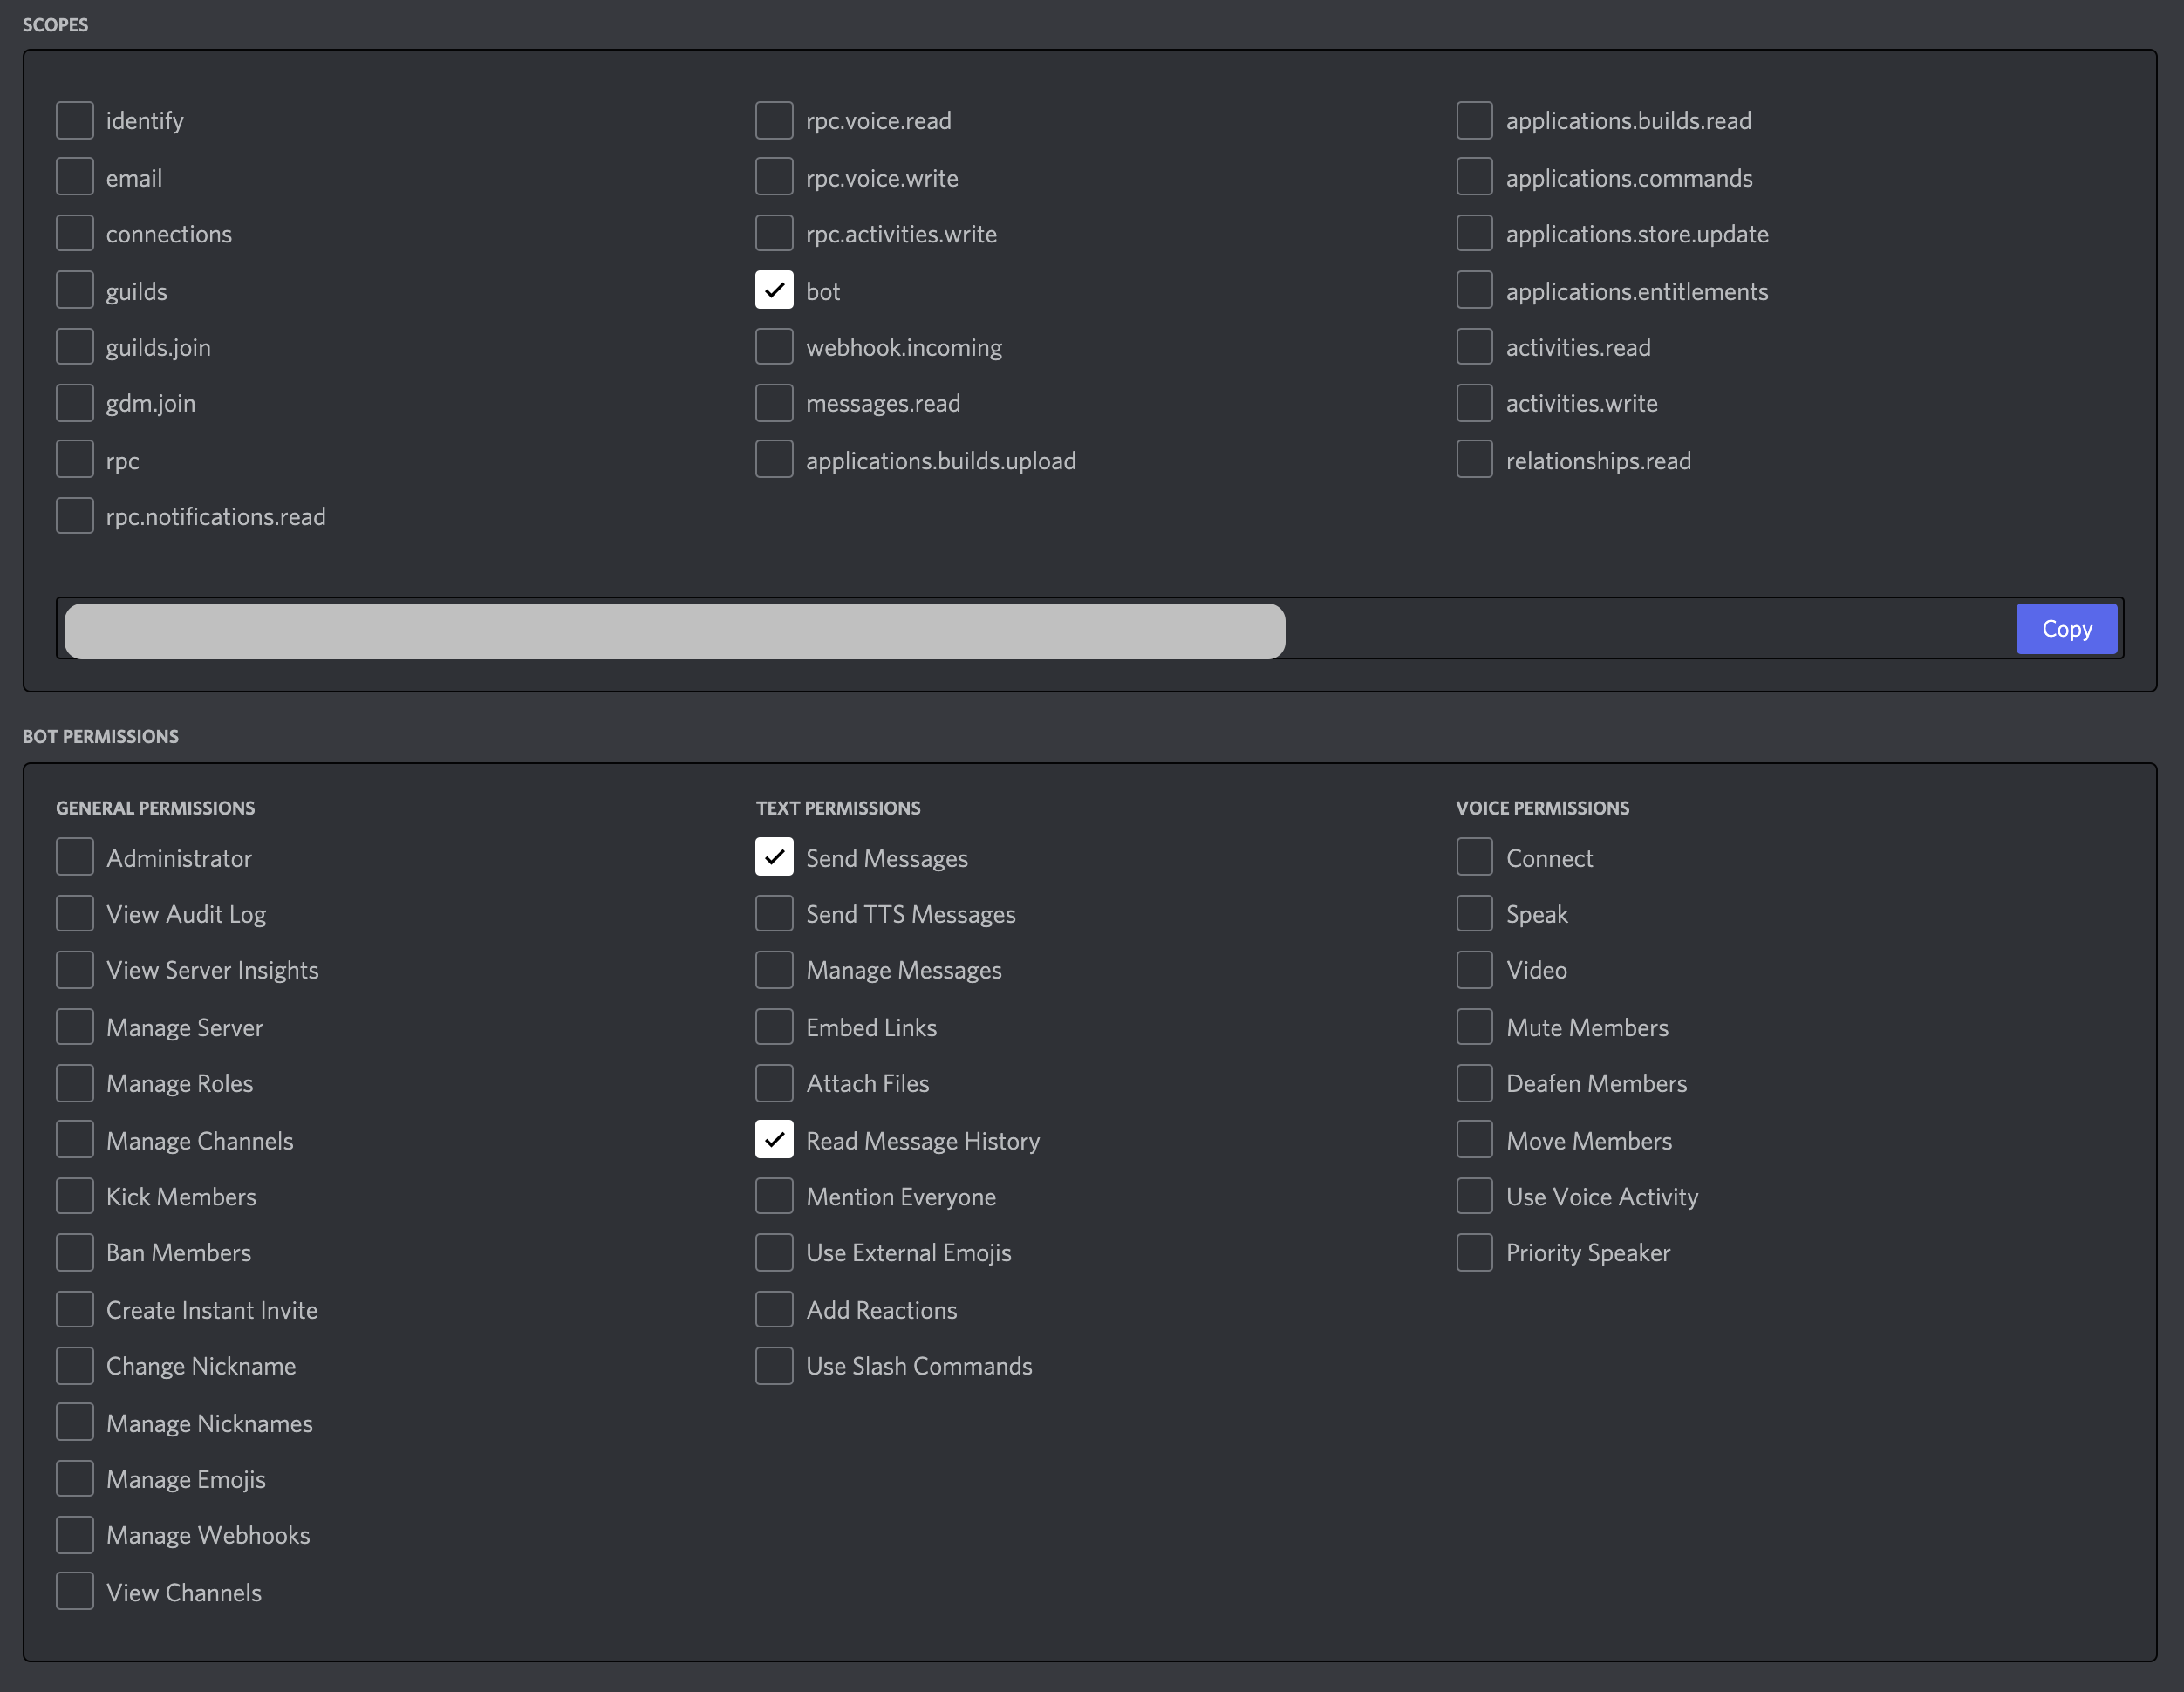 SCOPES
identify
email
connections
guilds
guilds.join
gdm.join
rpc
rpc.notifications.read
rpc.voice.read
rpc.voice.write
rpc.activities.write
bot
webhook.incoming
messages.read
applications.builds.upload
applications.builds.read
applications.commands
applications.store.update
applications.entitlements
activities.read
activities.write
relationships.read
Copy
BOT PERMISSIONS
GENERAL PERMISSIONS
Administrator
View Audit Log
View Server Insights
Manage Server
Manage Roles
Manage Channels
Kick Members
Ban Members
Create Instant Invite
Change Nickname
Manage Nicknames
Manage Emojis
Manage Webhooks
View Channels
TEXT PERMISSIONS
Send Messages
Send TTS Messages
Manage Messages
Embed Links
Attach Files
Read Message History
Mention Everyone
Use External Emojis
Add Reactions
Use Slash Commands
VOICE PERMISSIONS
Connect
Speak
Video
Mute Members
Deafen Members
Move Members
Use Voice Activity
Priority Speaker